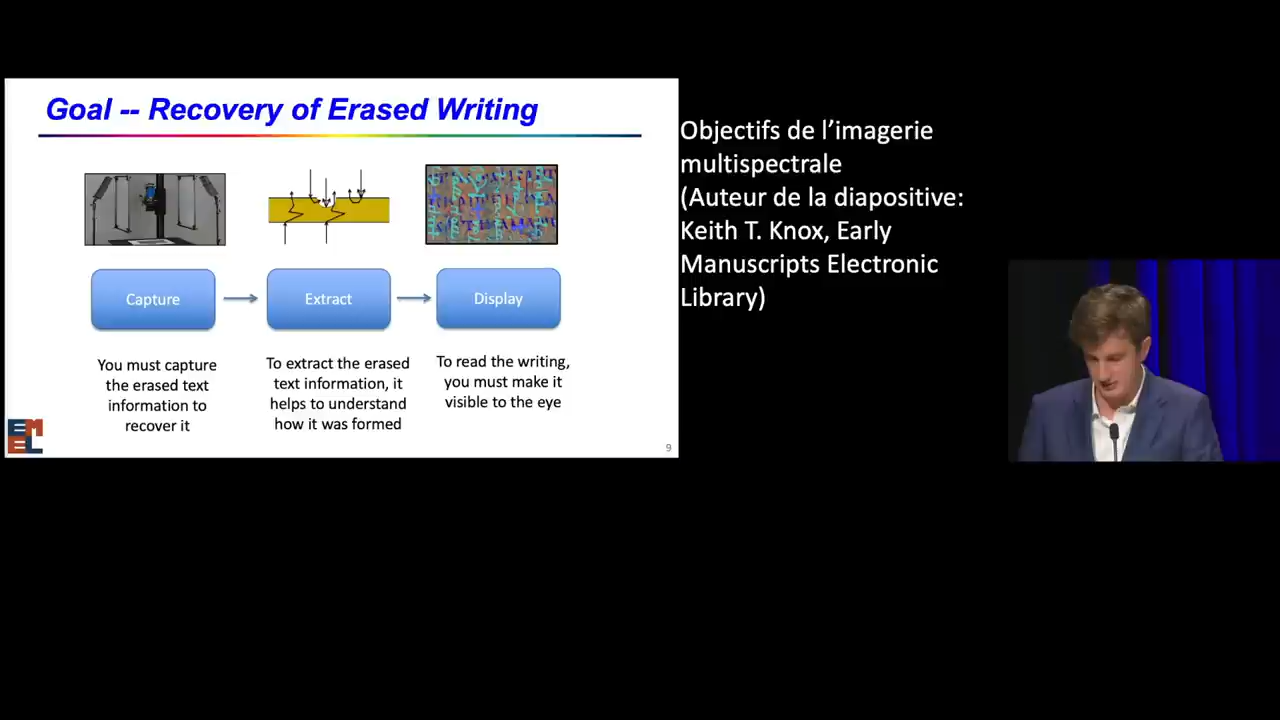 Goal -- Recovery of Erased Writing
Capture
Extract
Display
You must capture
the erased text
information to
recover it
To extract the erased
text information, it
helps to understand
how it was formed
To read the writing,
you must make it
visible to the eye
EM
EL
9
Objectifs de l’imagerie
multispectrale
(Auteur de la diapositive:
Keith T. Knox, Early
Manuscripts Electronic
Library)